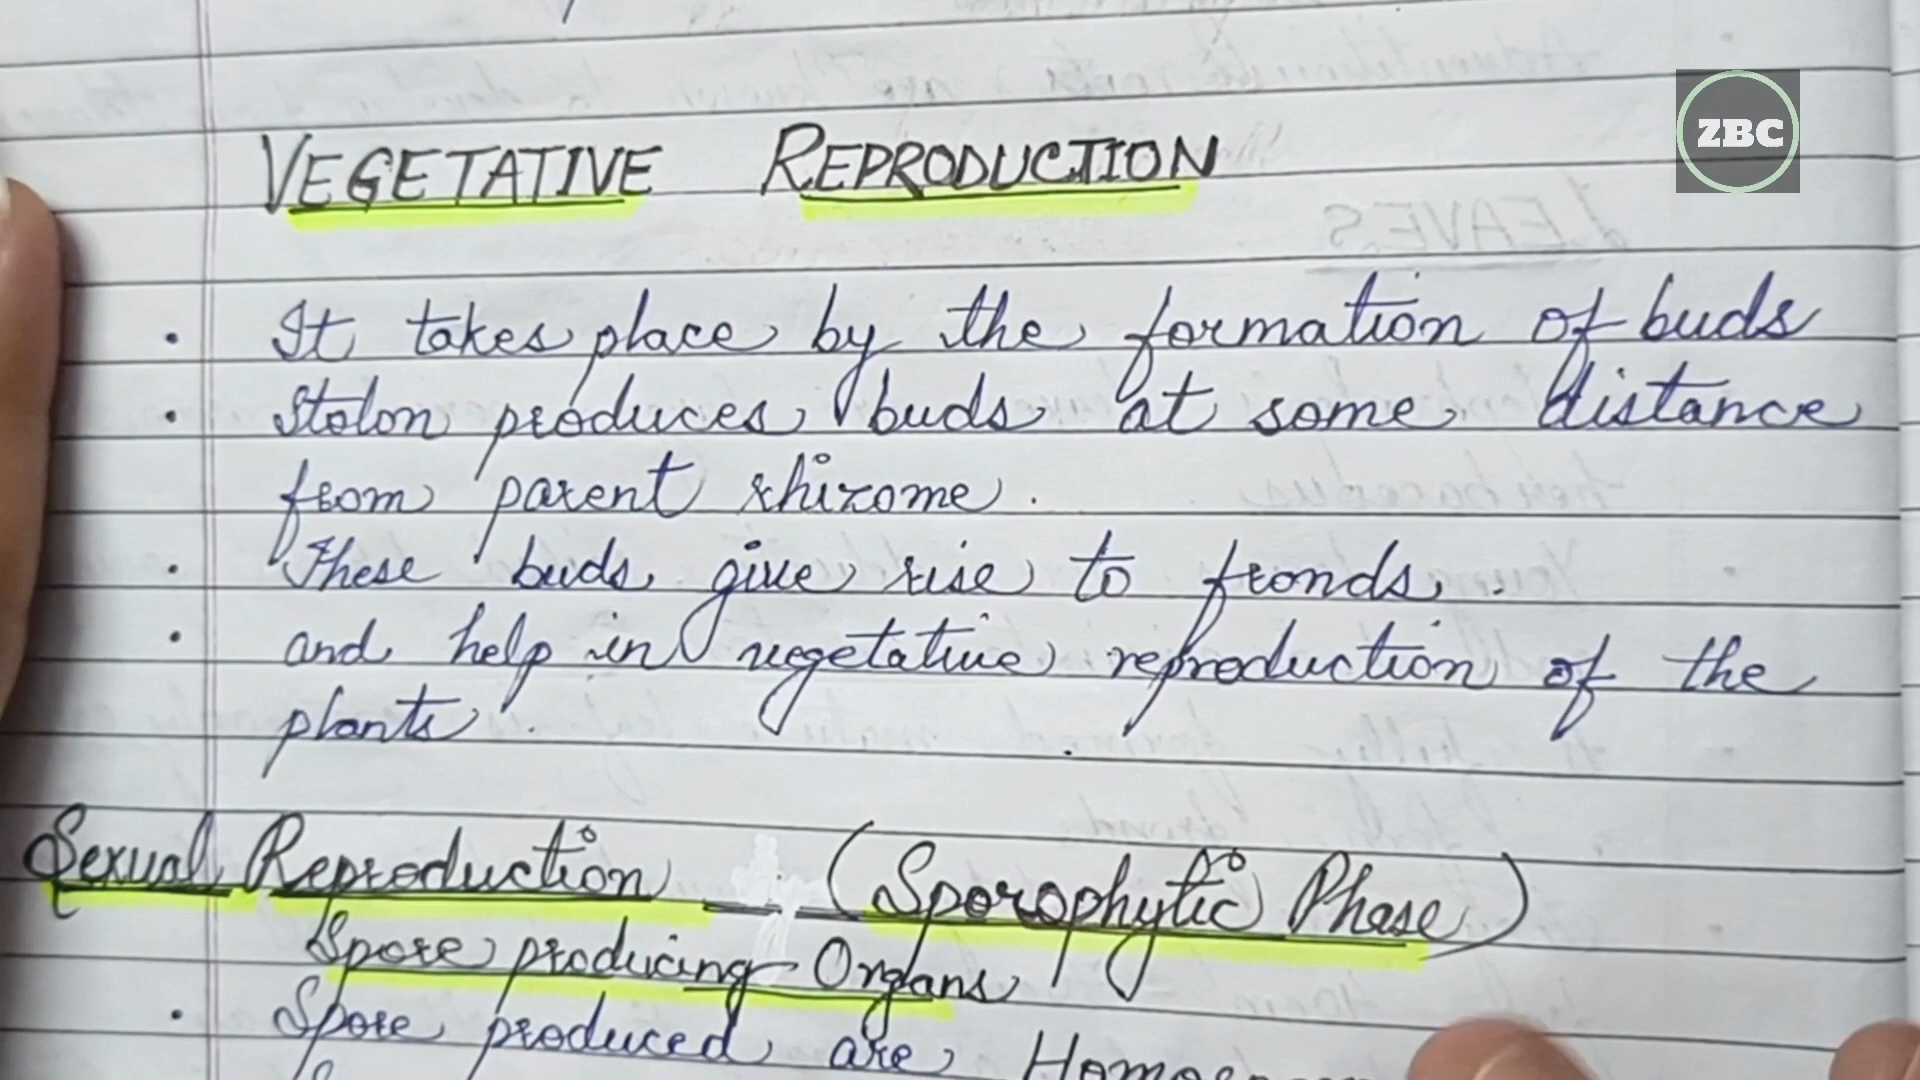 VEGETATIVE REPRODUCTION
ZBC
LEAVES
• It takes place by the formation of buds
• Stolon produces buds at some distance
from parent rhizome.
• These buds give rise to fronds.
• and help in vegetative reproduction of the
plants.
Sexual Reproduction — (Sporophytic Phase)
Spore producing Organs
• Spore produced are